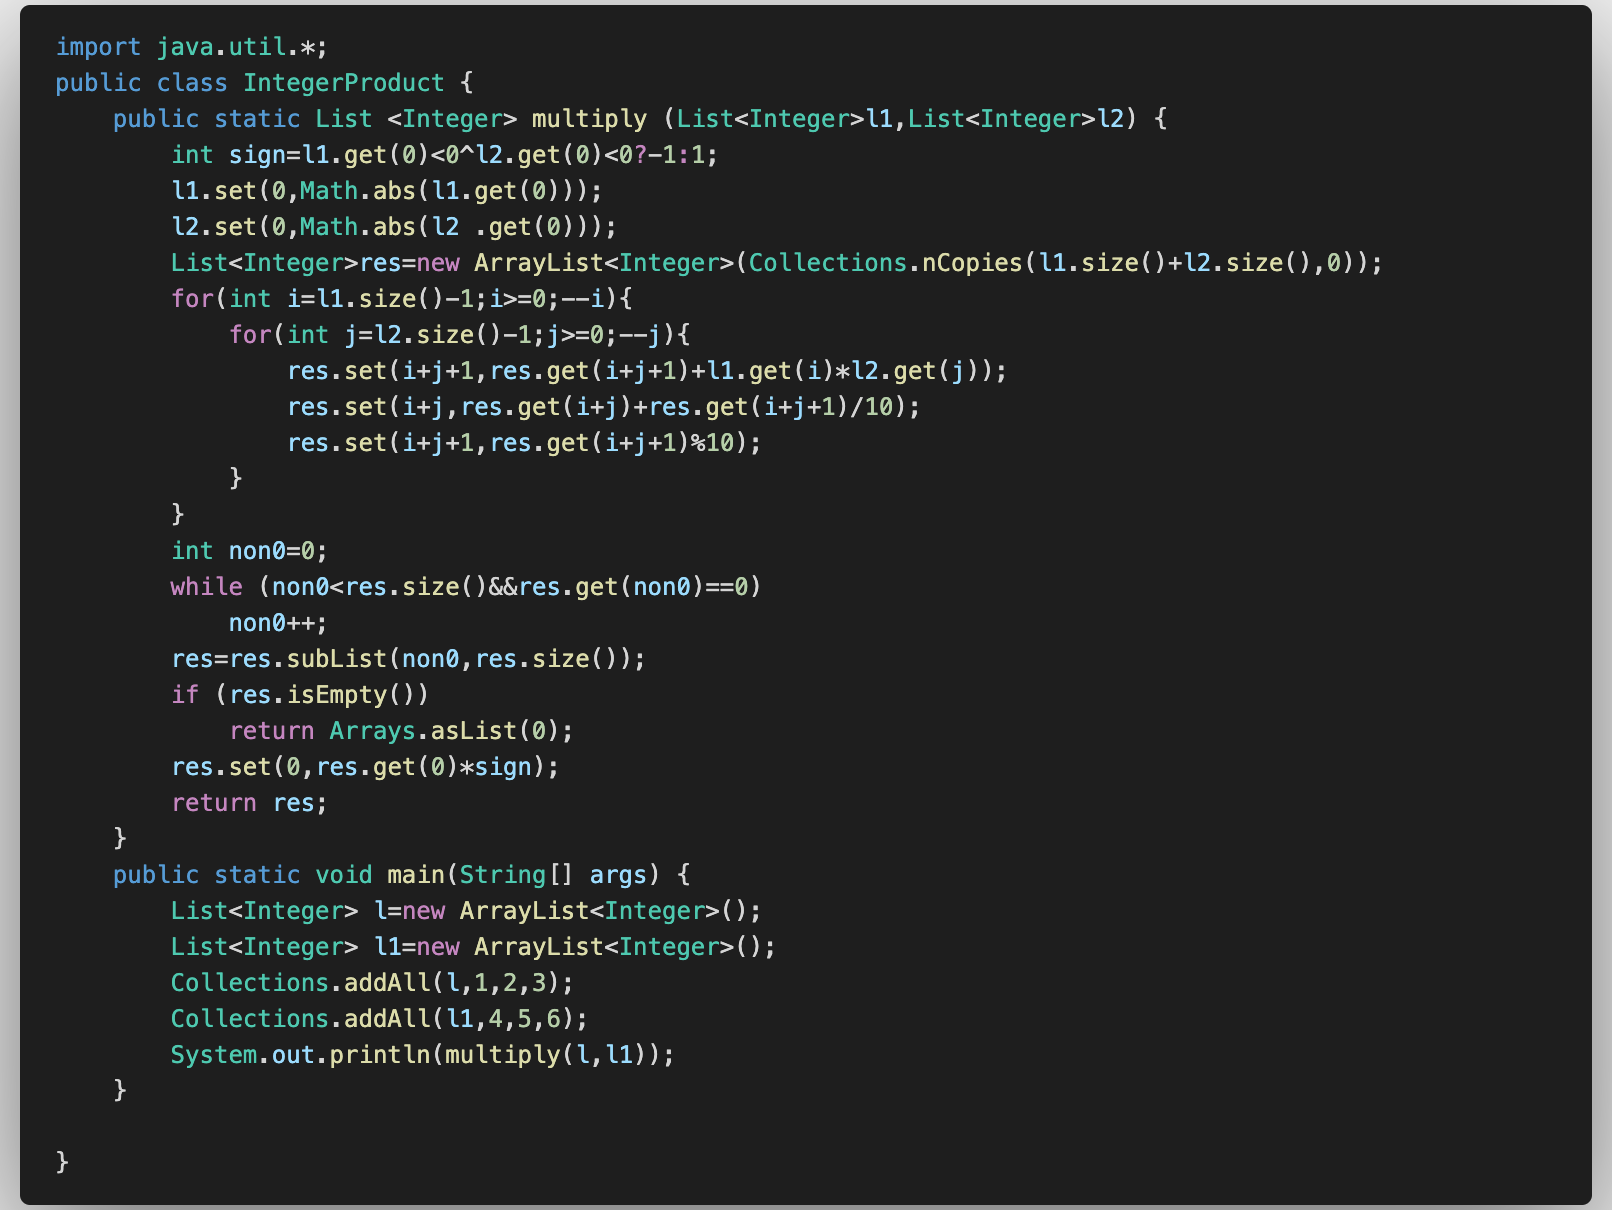 import java.util.*;
public class IntegerProduct {
    public static List <Integer> multiply (List<Integer>l1,List<Integer>l2) {
        int sign=l1.get(0)<0^l2.get(0)<0?-1:1;
        l1.set(0,Math.abs(l1.get(0)));
        l2.set(0,Math.abs(l2 .get(0)));
        List<Integer>res=new ArrayList<Integer>(Collections.nCopies(l1.size()+l2.size(),0));
        for(int i=l1.size()-1;i>=0;--i){
            for(int j=l2.size()-1;j>=0;--j){
                res.set(i+j+1,res.get(i+j+1)+l1.get(i)*l2.get(j));
                res.set(i+j,res.get(i+j)+res.get(i+j+1)/10);
                res.set(i+j+1,res.get(i+j+1)%10);
            }
        }
        int non0=0;
        while (non0<res.size()&&res.get(non0)==0)
            non0++;
        res=res.subList(non0,res.size());
        if (res.isEmpty())
            return Arrays.asList(0);
        res.set(0,res.get(0)*sign);
        return res;
    }
    public static void main(String[] args) {
        List<Integer> l=new ArrayList<Integer>();
        List<Integer> l1=new ArrayList<Integer>();
        Collections.addAll(l,1,2,3);
        Collections.addAll(l1,4,5,6);
        System.out.println(multiply(l,l1));
    }

}